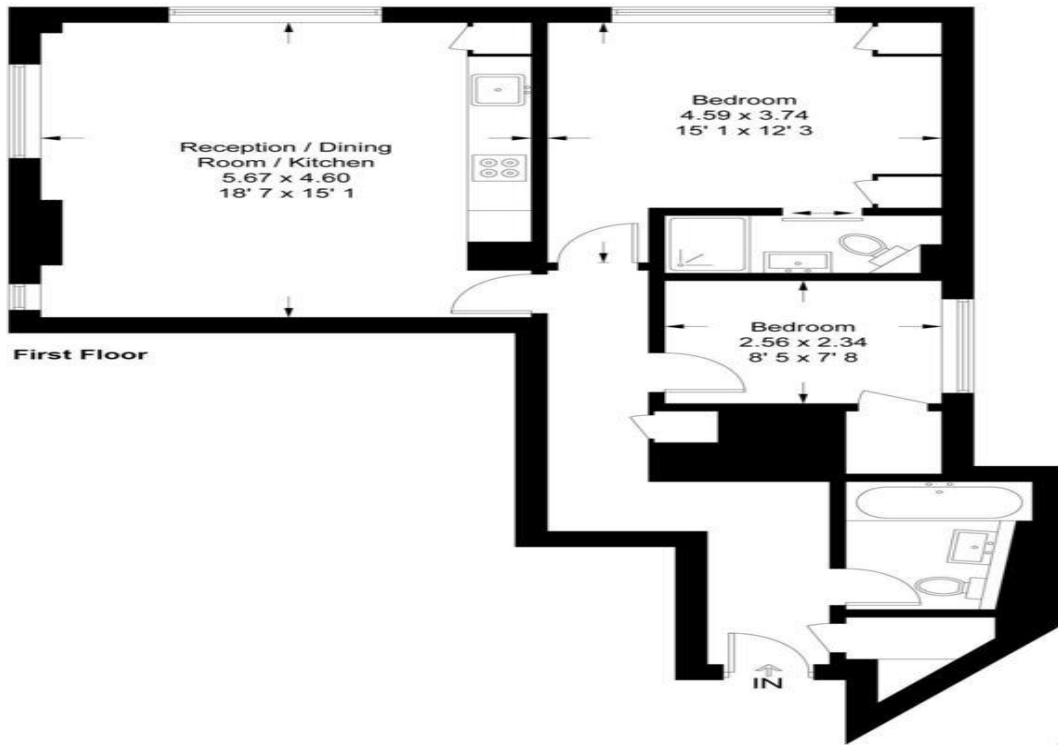 Reception / Dining
Room / Kitchen
5.67 x 4.60
18' 7 x 15' 1
Bedroom
4.59 x 3.74
15' 1 x 12' 3
Bedroom
2.56 x 2.34
8' 5 x 7' 8
First Floor
IN